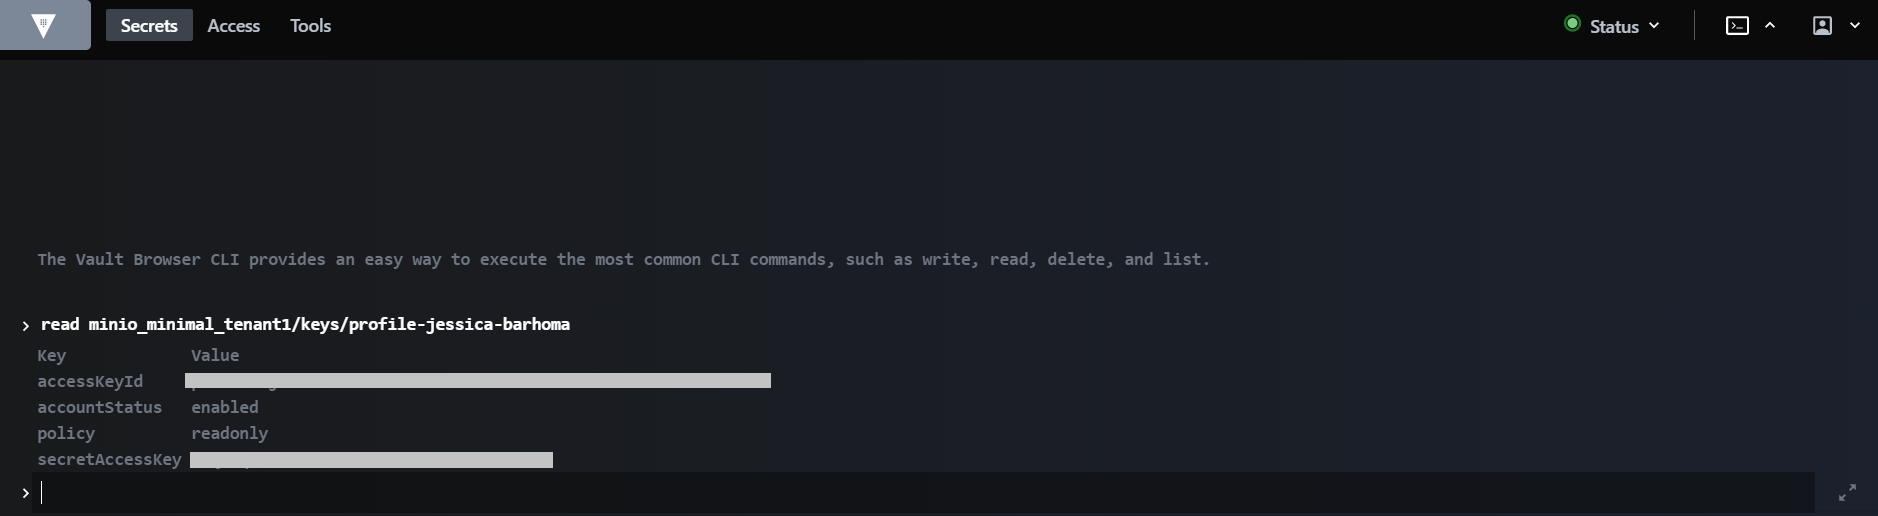 Secrets Access Tools Status
The Vault Browser CLI provides an easy way to execute the most common CLI commands, such as write, read, delete, and list.
> read minio_minimal_tenant1/keys/profile-jessica-barhoma
Key Value
accessKeyId
accountStatus enabled
policy readonly
secretAccessKey
>